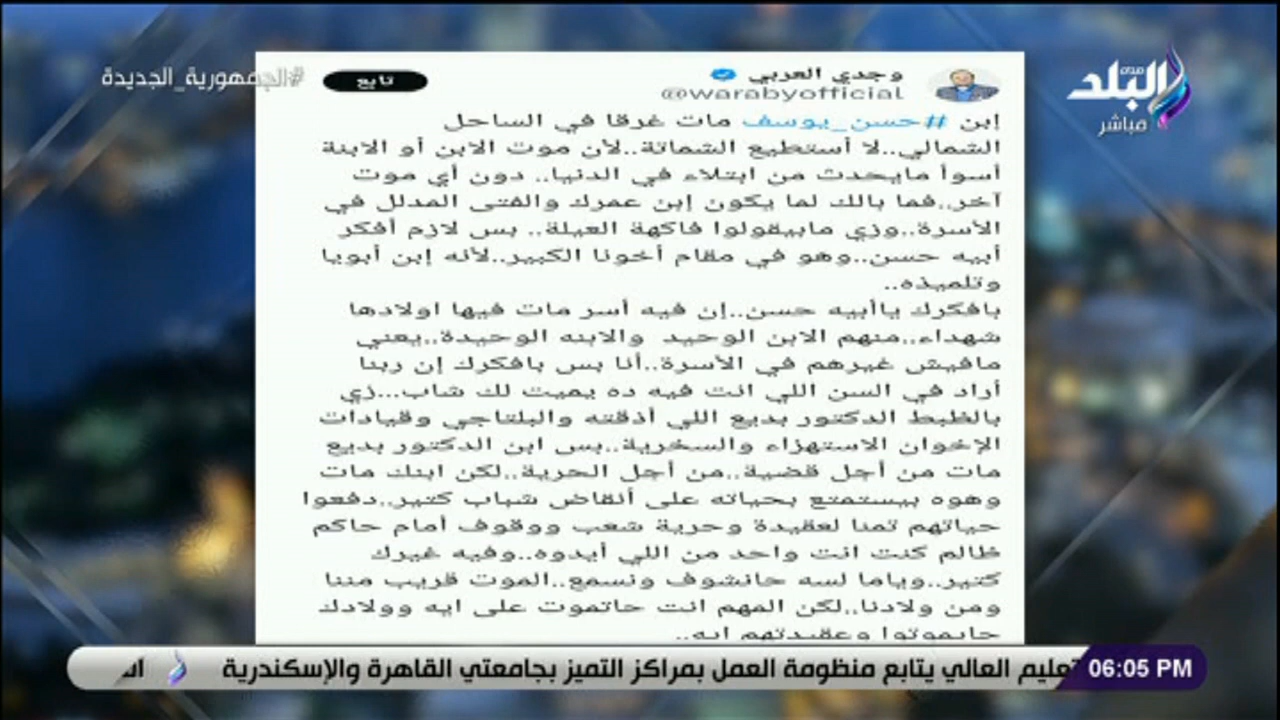 #الجمهورية_الجديدة
صدى
البلد
مباشر
وجدي العربي
تابع
@warabyofficial
إبن #حسن_يوسف مات غرقا في الساحل
الشمالي..لا أستطيع الشماتة..لأن موت الابن أو الابنة
أسوأ مايحدث من ابتلاء في الدنيا.. دون أي موت
آخر..فما بالك لما يكون إبن عمرك والفتى المدلل في
الأسرة..وزي مابيقولوا فاكهة العيلة.. بس لازم أفكر
أبيه حسن..وهو في مقام أخونا الكبير..لأنه إبن أبويا
وتلميذه..
بافكرك ياأبيه حسن..إن فيه أسر مات فيها اولادها
شهداء..منهم الابن الوحيد والابنه الوحيدة..يعني
مافيش غيرهم في الأسرة..أنا بس بافكرك إن ربنا
أراد في السن اللي انت فيه ده يميت لك شاب...زي
بالظبط الدكتور بديع اللي أذقته والبلتاجي وقيادات
الإخوان الاستهزاء والسخرية..بس ابن الدكتور بديع
مات من أجل قضية..من أجل الحرية..لكن ابنك مات
وهوه بيستمتع بحياته على أنقاض شباب كتير..دفعوا
حياتهم تمنا لعقيدة وحرية شعب ووقوف أمام حاكم
ظالم كنت انت واحد من اللي أيدوه..وفيه غيرك
كتير..وياما لسه حانشوف ونسمع..الموت قريب مننا
ومن ولادنا..لكن المهم انت حاتموت على ايه وولادك
حايموتوا وعقيدتهم ايه..
06:05 PM
تعليم العالي يتابع منظومة العمل بمراكز التميز بجامعتي القاهرة والإسكندرية